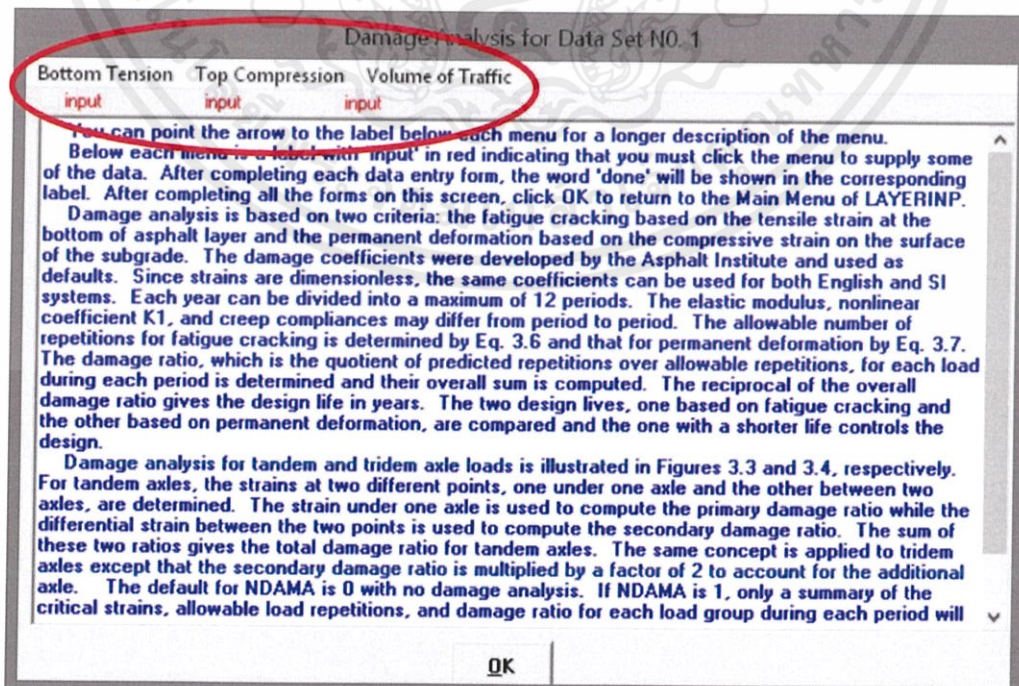 Damage Analysis for Data Set NO. 1
Bottom Tension Top Compression Volume of Traffic
input input input
You can point the arrow to the label below each menu for a longer description of the menu.
Below each menu is a label with 'input' in red indicating that you must click the menu to supply some
of the data. After completing each data entry form, the word 'done' will be shown in the corresponding
label. After completing all the forms on this screen, click OK to return to the Main Menu of LAYERINP.
Damage analysis is based on two criteria: the fatigue cracking based on the tensile strain at the
bottom of asphalt layer and the permanent deformation based on the compressive strain on the surface
of the subgrade. The damage coefficients were developed by the Asphalt Institute and used as
defaults. Since strains are dimensionless, the same coefficients can be used for both English and SI
systems. Each year can be divided into a maximum of 12 periods. The elastic modulus, nonlinear
coefficient K1, and creep compliances may differ from period to period. The allowable number of
repetitions for fatigue cracking is determined by Eq. 3.6 and that for permanent deformation by Eq. 3.7.
The damage ratio, which is the quotient of predicted repetitions over allowable repetitions, for each load
during each period is determined and their overall sum is computed. The reciprocal of the overall
damage ratio gives the design life in years. The two design lives, one based on fatigue cracking and
the other based on permanent deformation, are compared and the one with a shorter life controls the
design.
Damage analysis for tandem and tridem axle loads is illustrated in Figures 3.3 and 3.4, respectively.
For tandem axles, the strains at two different points, one under one axle and the other between two
axles, are determined. The strain under one axle is used to compute the primary damage ratio while the
differential strain between the two points is used to compute the secondary damage ratio. The sum of
these two ratios gives the total damage ratio for tandem axles. The same concept is applied to tridem
axles except that the secondary damage ratio is multiplied by a factor of 2 to account for the additional
axle. The default for NDAMA is 0 with no damage analysis. If NDAMA is 1, only a summary of the
critical strains, allowable load repetitions, and damage ratio for each load group during each period will
OK